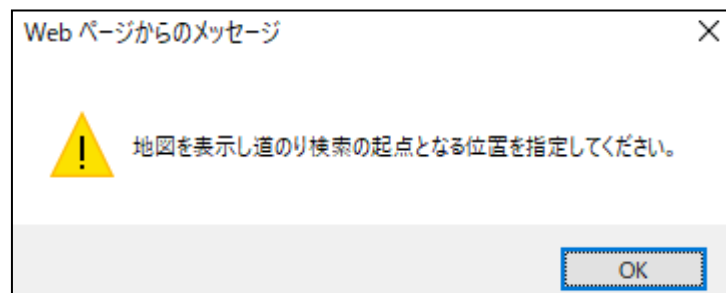 Web ページからのメッセージ
地図を表示し道のり検索の起点となる位置を指定してください。
OK